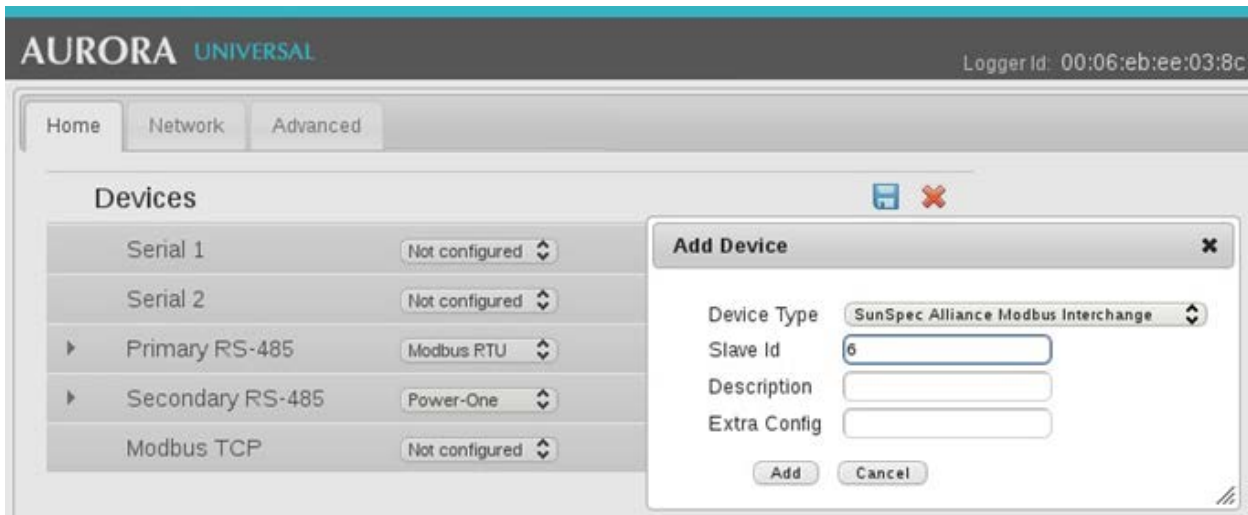 AURORA UNIVERSAL
Logger Id: 00:06:eb:ee:03:8c
Home Network Advanced
Devices
Serial 1 Not configured
Serial 2 Not configured
Primary RS-485 Modbus RTU
Secondary RS-485 Power-One
Modbus TCP Not configured
Add Device
Device Type SunSpec Alliance Modbus Interchange
Slave Id 6
Description
Extra Config
Add Cancel